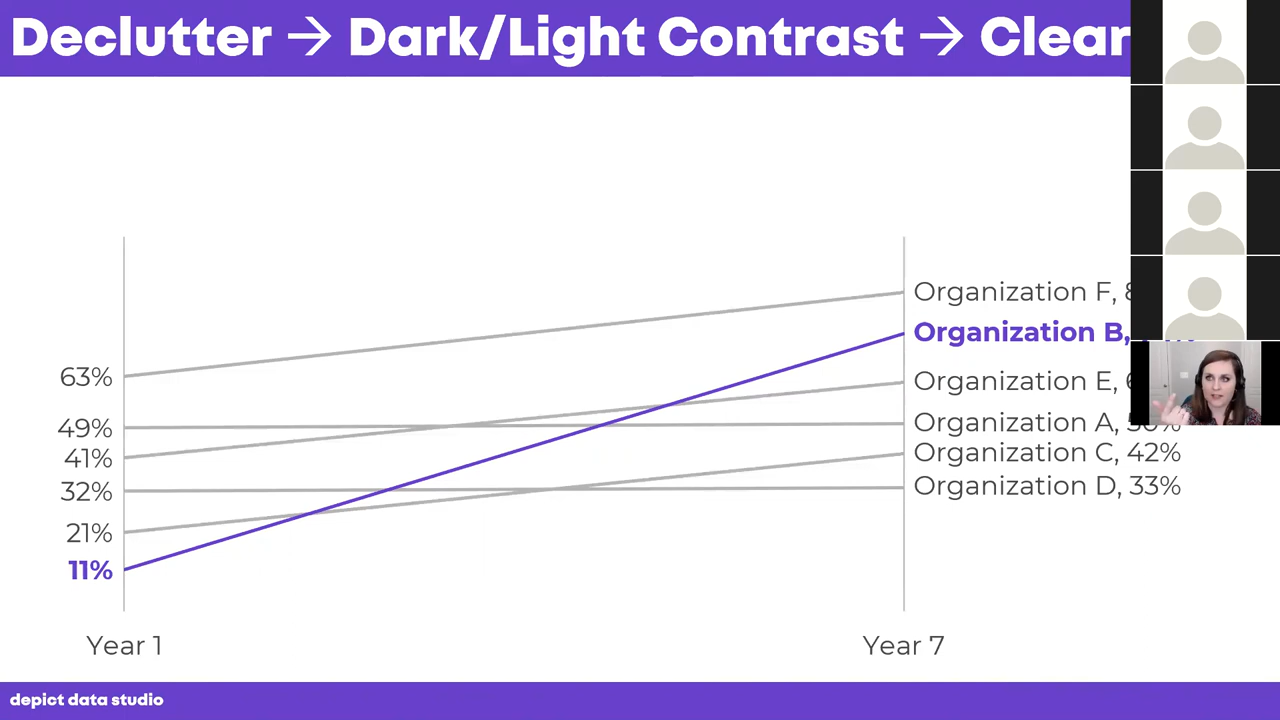 Declutter → Dark/Light Contrast → Clear
Organization F,
Organization B,
63%
Organization E,
49%
Organization A,
41%
Organization C, 42%
32%
Organization D, 33%
21%
11%
Year 1
Year 7
depict data studio